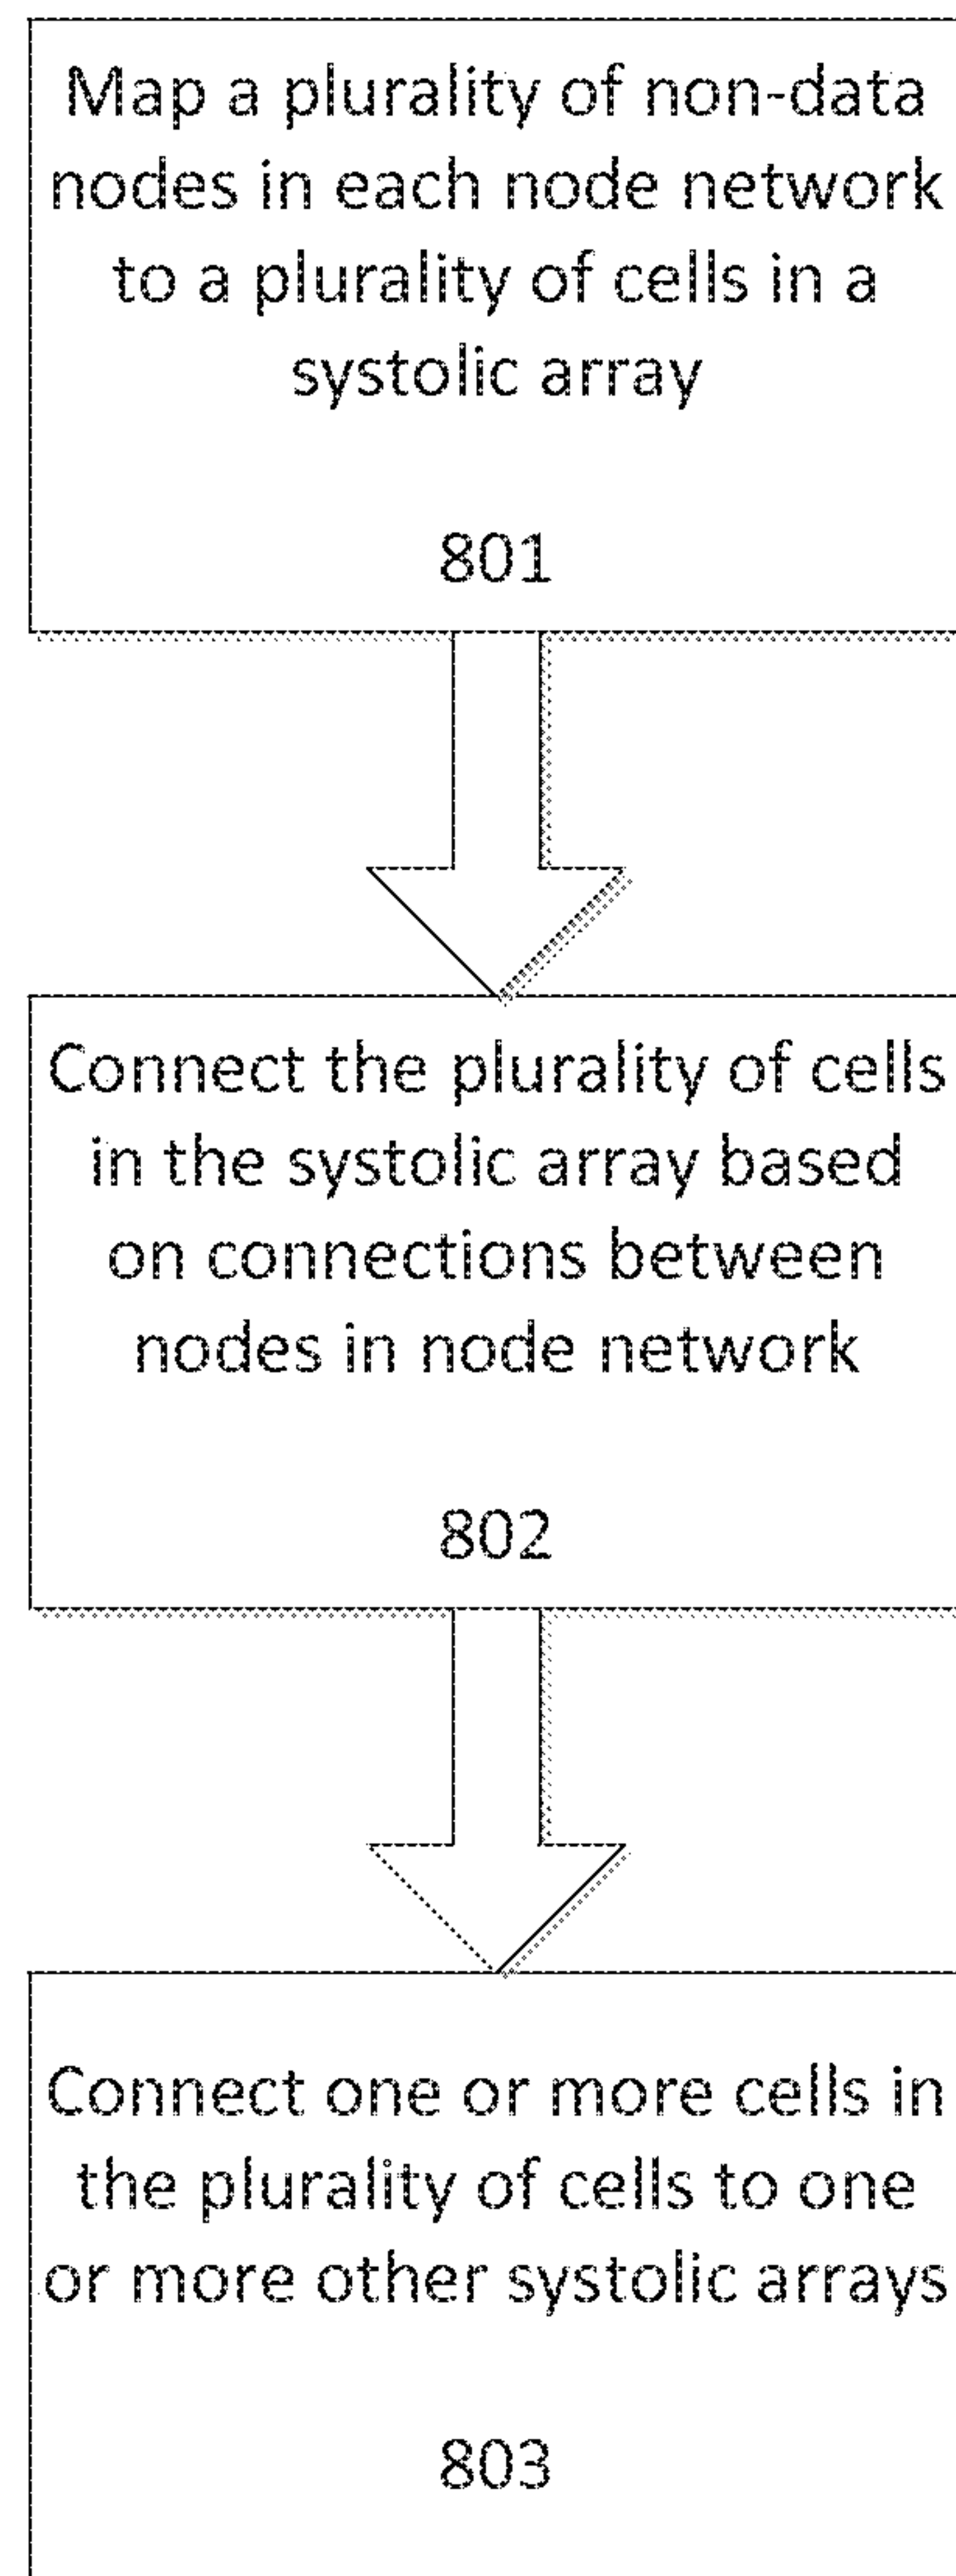 Map a plurality of non-data
nodes in each node network
to a plurality of cells in a
systolic array
801
Connect the plurality of cells
in the systolic array based
on connections between
nodes in node network
802
Connect one or more cells in
the plurality of cells to one
or more other systolic arrays
803